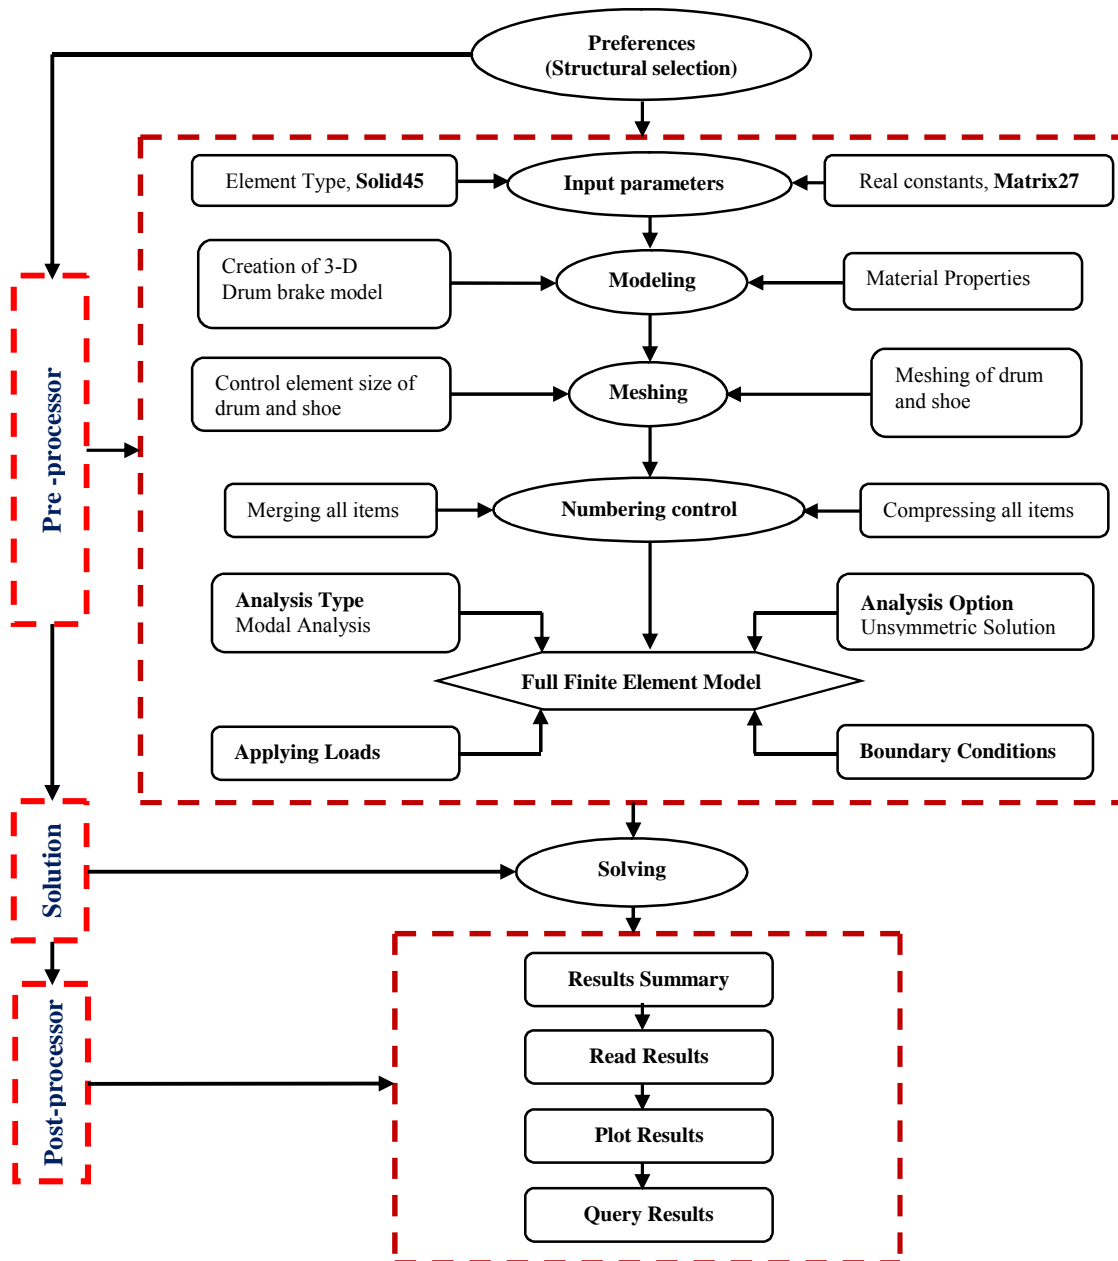 Preferences
(Structural selection)
Element Type, Solid45
Input parameters
Real constants, Matrix27
Creation of 3-D
Drum brake model
Modeling
Material Properties
Control element size of
drum and shoe
Meshing
Meshing of drum
and shoe
Pre -processor
Merging all items
Numbering control
Compressing all items
Analysis Type
Modal Analysis
Analysis Option
Unsymmetric Solution
Full Finite Element Model
Applying Loads
Boundary Conditions
Solution
Solving
Post-processor
Results Summary
Read Results
Plot Results
Query Results